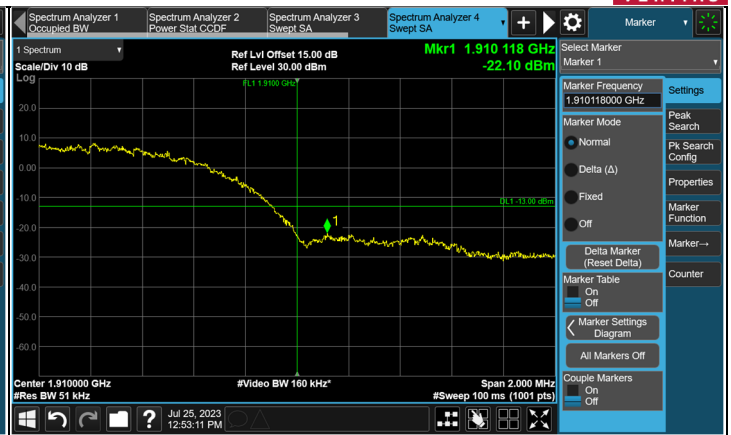 Spectrum Analyzer 1
Occupied BW
Spectrum Analyzer 2
Power Stat CCDF
Spectrum Analyzer 3
Swept SA
Spectrum Analyzer 4
Swept SA
Marker
1 Spectrum
Scale/Div 10 dB
Log
Ref Lvl Offset 15.00 dB
Ref Level 30.00 dBm
Mkr1 1.910 118 GHz
-22.10 dBm
FL1 1.9100 GHz
20.0
10.0
0.00
-10.0
-20.0
-30.0
-40.0
-50.0
-60.0
DL1 -13.00 dBm
1
Center 1.910000 GHz
#Res BW 51 kHz
#Video BW 160 kHz*
Span 2.000 MHz
#Sweep 100 ms (1001 pts)
Jul 25, 2023
12:53:11 PM
?
Select Marker
Marker 1
Marker Frequency
1.910118000 GHz
Marker Mode
Normal
Delta (Δ)
Fixed
Off
Delta Marker
(Reset Delta)
Marker Table
On
Off
Marker Settings
Diagram
All Markers Off
Couple Markers
On
Off
Settings
Peak
Search
Pk Search
Config
Properties
Marker
Function
Marker→
Counter